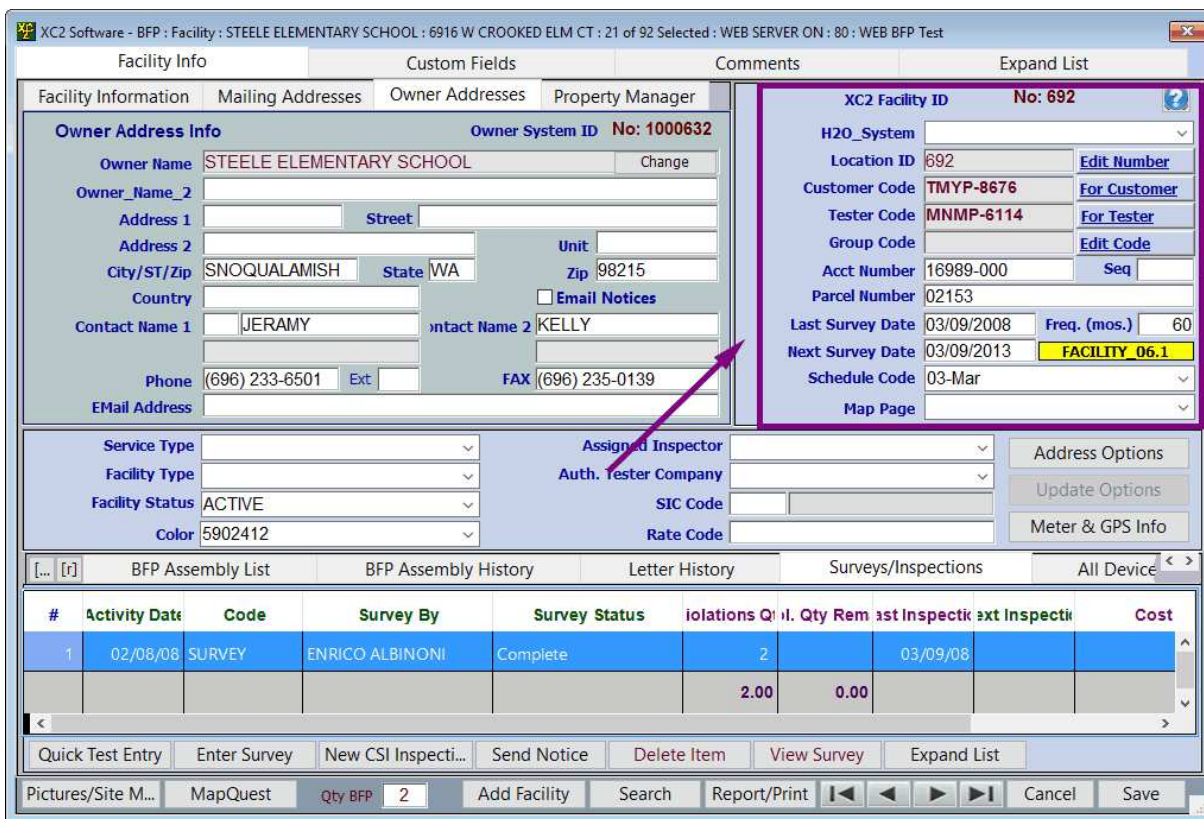 XC2 Software - BFP : Facility : STEELE ELEMENTARY SCHOOL : 6916 W CROOKED ELM CT : 21 of 92 Selected : WEB SERVER ON : 80 : WEB BFP Test
Facility Info Custom Fields Comments Expand List
Facility Information Mailing Addresses Owner Addresses Property Manager
Owner Address Info Owner System ID No: 1000632
Owner Name STEELE ELEMENTARY SCHOOL Change
Owner_Name_2
Address 1 Street
Address 2 Unit
City/ST/Zip SNOQUALAMISH State WA Zip 98215
Country Email Notices
Contact Name 1 JERAMY ontact Name 2 KELLY
Phone (696) 233-6501 Ext FAX (696) 235-0139
EMail Address
XC2 Facility ID No: 692 ?
H2O_System
Location ID 692 Edit Number
Customer Code TMYP-8676 For Customer
Tester Code MNMP-6114 For Tester
Group Code Edit Code
Acct Number 16989-000 Seq
Parcel Number 02153
Last Survey Date 03/09/2008 Freq. (mos.) 60
Next Survey Date 03/09/2013 FACILITY_06.1
Schedule Code 03-Mar
Map Page
Service Type Assigned Inspector Address Options
Facility Type Auth. Tester Company
Facility Status ACTIVE SIC Code Update Options
Color 5902412 Rate Code Meter & GPS Info
[... [r] BFP Assembly List BFP Assembly History Letter History Surveys/Inspections All Device < >
# Activity Date Code Survey By Survey Status iolations Qt ol. Qty Rem ast Inspectic ext Inspectic Cost
1 02/08/08 SURVEY ENRICO ALBINONI Complete 2 03/09/08
2.00 0.00
Quick Test Entry Enter Survey New CSI Inspecti... Send Notice Delete Item View Survey Expand List
Pictures/Site M... MapQuest Qty BFP 2 Add Facility Search Report/Print Cancel Save